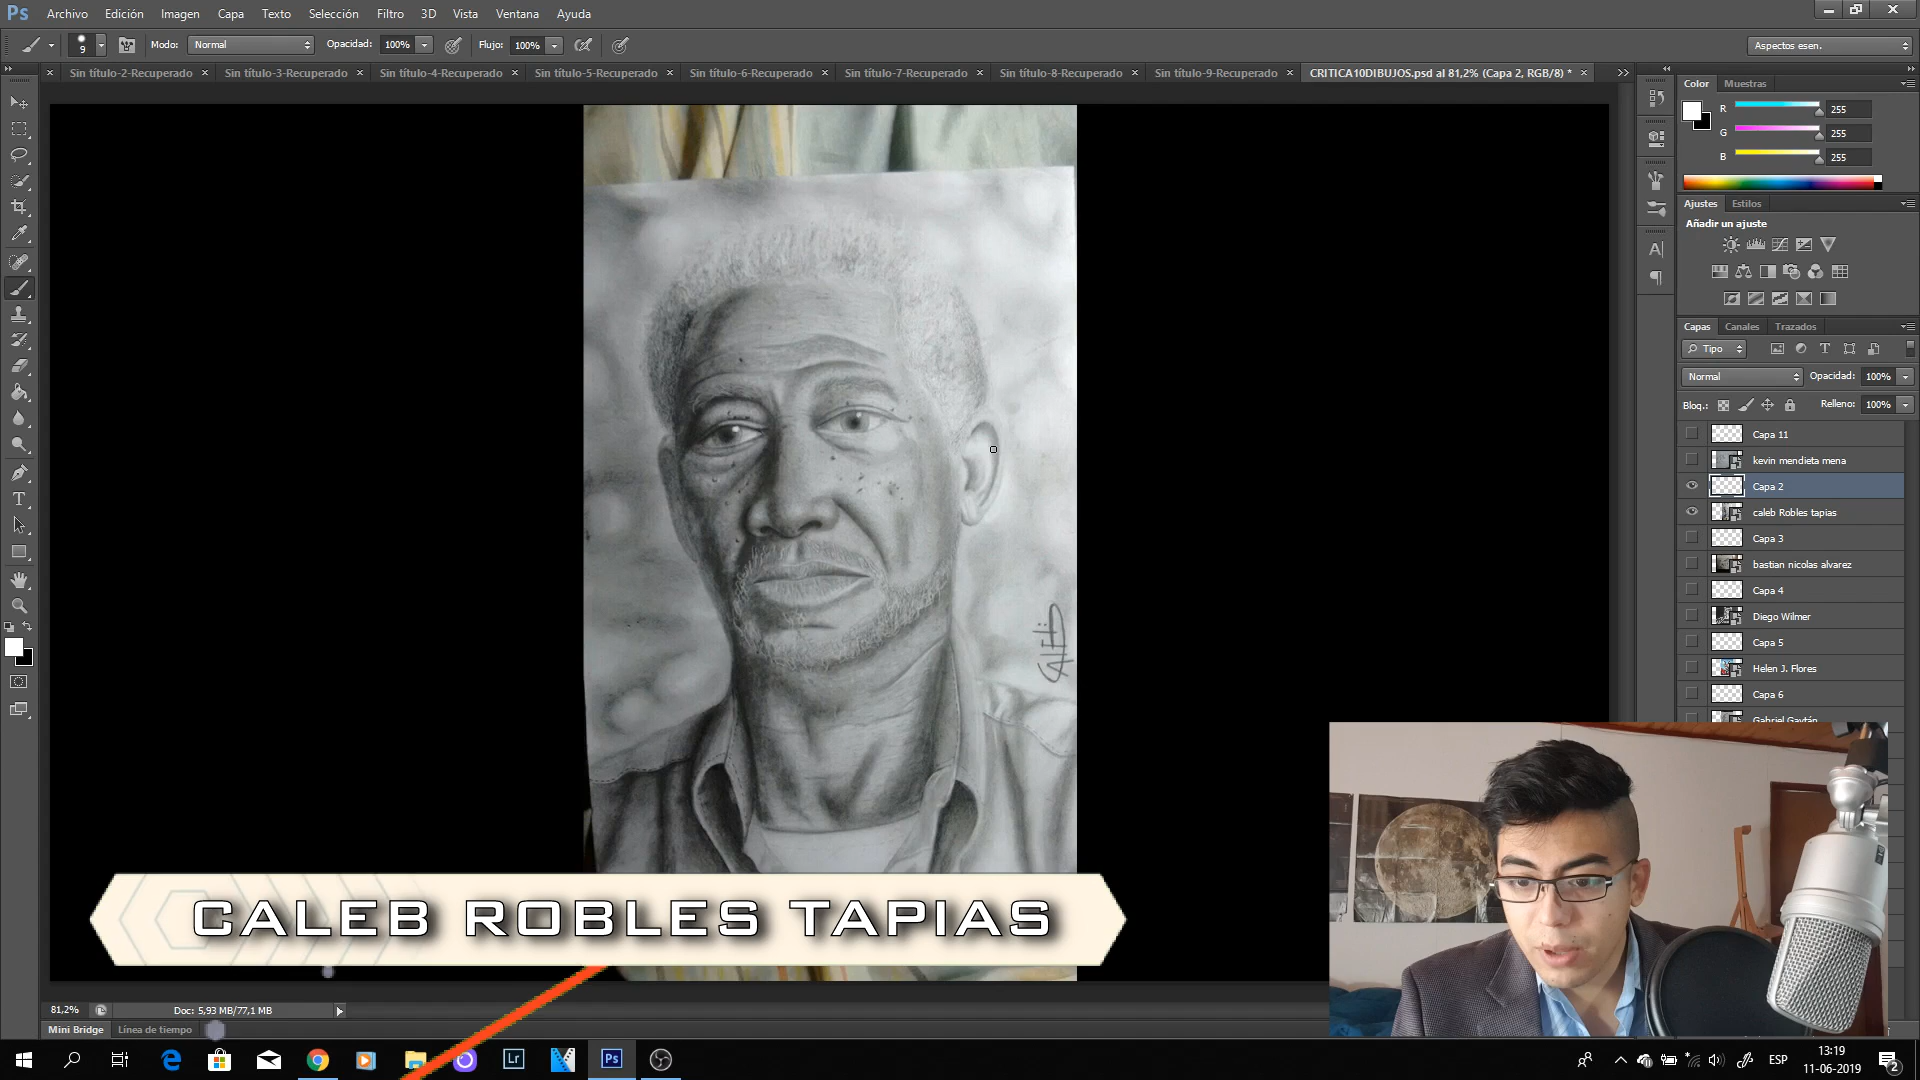 Ps Archivo Edición Imagen Capa Texto Selección Filtro 3D Vista Ventana Ayuda
9 Modo: Normal Opacidad: 100% Flujo: 100% Aspectos esen.
Sin título-2-Recuperado × Sin título-3-Recuperado × Sin título-4-Recuperado × Sin título-5-Recuperado × Sin título-6-Recuperado × Sin título-7-Recuperado × Sin título-8-Recuperado × Sin título-9-Recuperado × CRITICA10DIBUJOS.psd al 81,2% (Capa 2, RGB/8) * ×
Color Muestras
R 255
G 255
B 255
Ajustes Estilos
Añadir un ajuste
Capas Canales Trazados
Tipo
Normal Opacidad: 100%
Bloq.: Relleno: 100%
Capa 11
kevin mendieta mena
Capa 2
caleb Robles tapias
Capa 3
bastian nicolas alvarez
Capa 4
Diego Wilmer
Capa 5
Helen J. Flores
Capa 6
Gabriel Gaytán
CALEB ROBLES TAPIAS
81,2% Doc: 5,93 MB/77,1 MB
Mini Bridge Línea de tiempo
Lr Ps ESP 13:19
11-06-2019 2